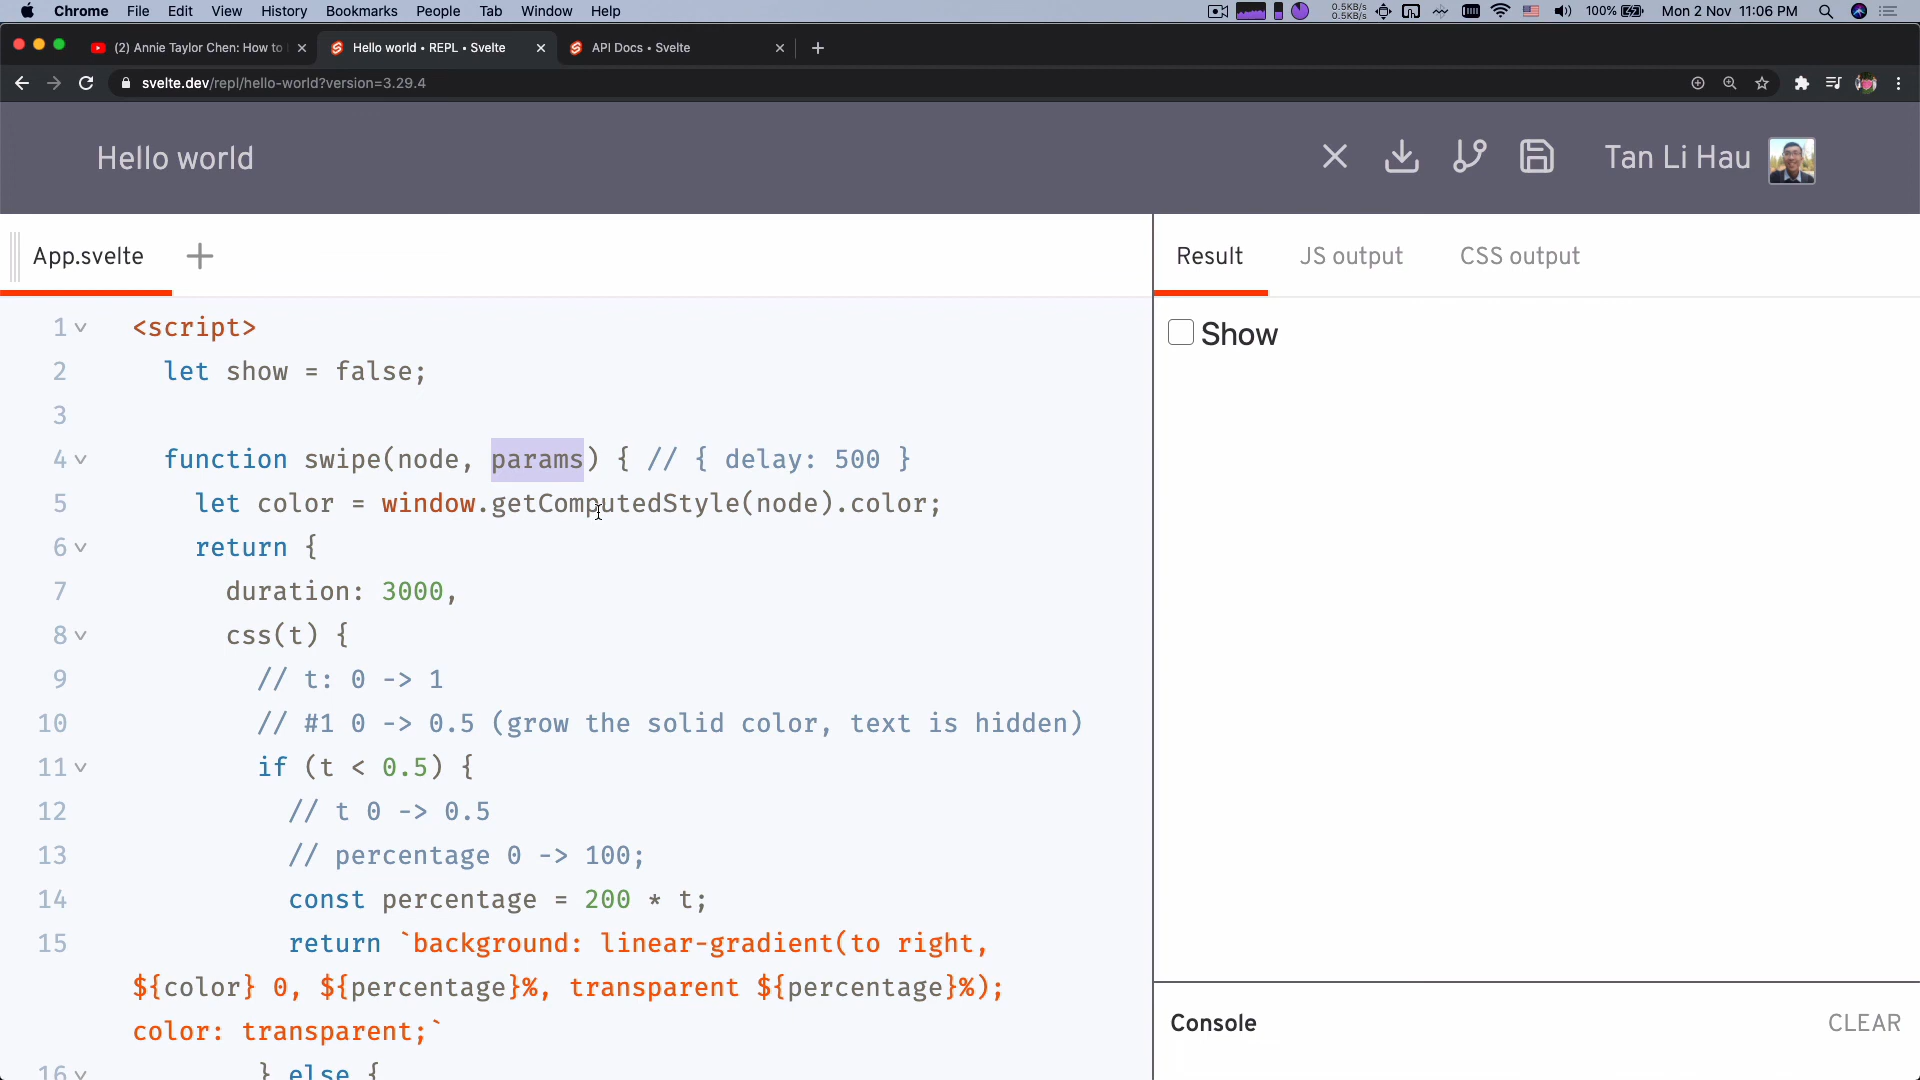 Chrome File Edit View History Bookmarks People Tab Window Help 0.5KB/s 0.5KB/s 100% Mon 2 Nov 11:06 PM
(2) Annie Taylor Chen: How to Hello world • REPL • Svelte API Docs • Svelte
svelte.dev/repl/hello-world?version=3.29.4
Hello world Tan Li Hau
App.svelte Result JS output CSS output
1 <script>
2 let show = false;
3
4 function swipe(node, params) { // { delay: 500 }
5 let color = window.getComputedStyle(node).color;
6 return {
7 duration: 3000,
8 css(t) {
9 // t: 0 -> 1
10 // #1 0 -> 0.5 (grow the solid color, text is hidden)
11 if (t < 0.5) {
12 // t 0 -> 0.5
13 // percentage 0 -> 100;
14 const percentage = 200 * t;
15 return `background: linear-gradient(to right,
${color} 0, ${percentage}%, transparent ${percentage}%);
color: transparent;`
16 } else {
Show
Console CLEAR